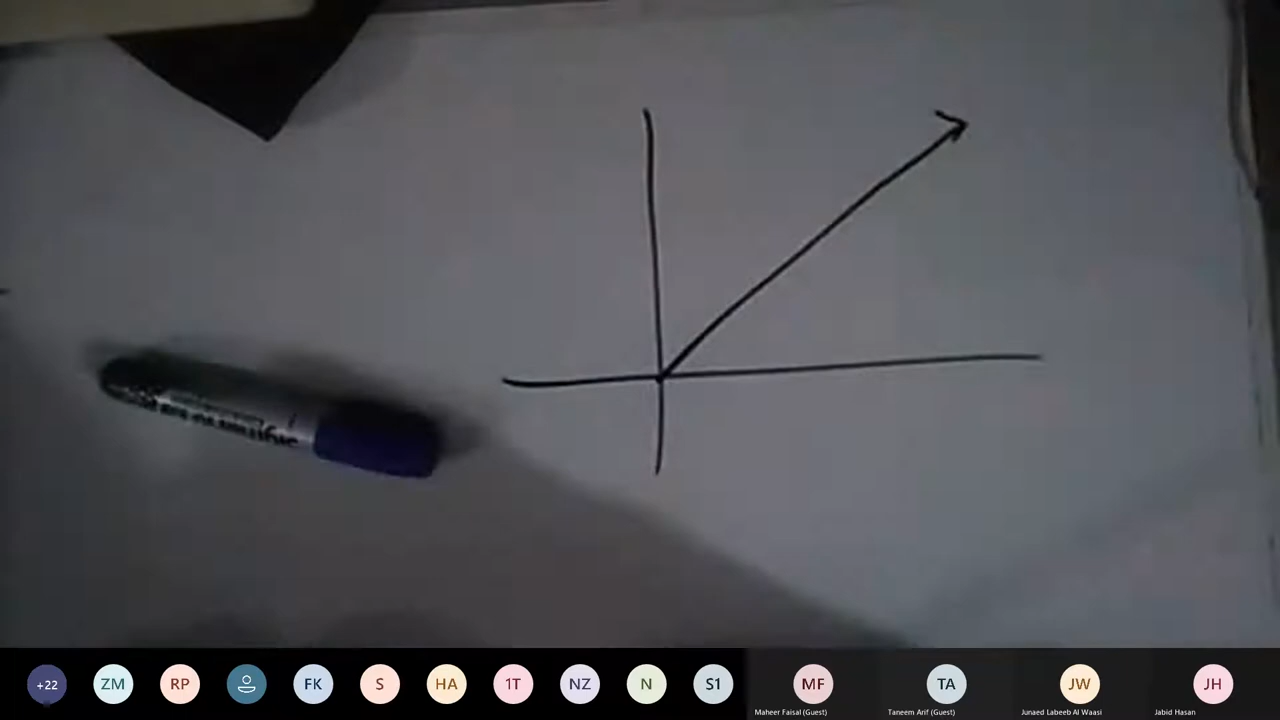 +22
ZM
RP
FK
S
HA
1T
NZ
N
S1
MF
TA
JW
JH
Maheer Faisal (Guest)
Taneem Arif (Guest)
Junaed Labeeb Al Waasi
Jabid Hasan